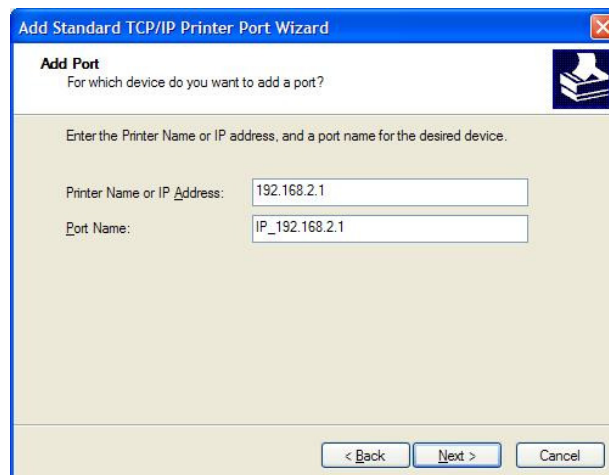 Add Standard TCP/IP Printer Port Wizard
Add Port
For which device do you want to add a port?
Enter the Printer Name or IP address, and a port name for the desired device.
Printer Name or IP Address: 192.168.2.1
Port Name: IP_192.168.2.1
< Back Next > Cancel